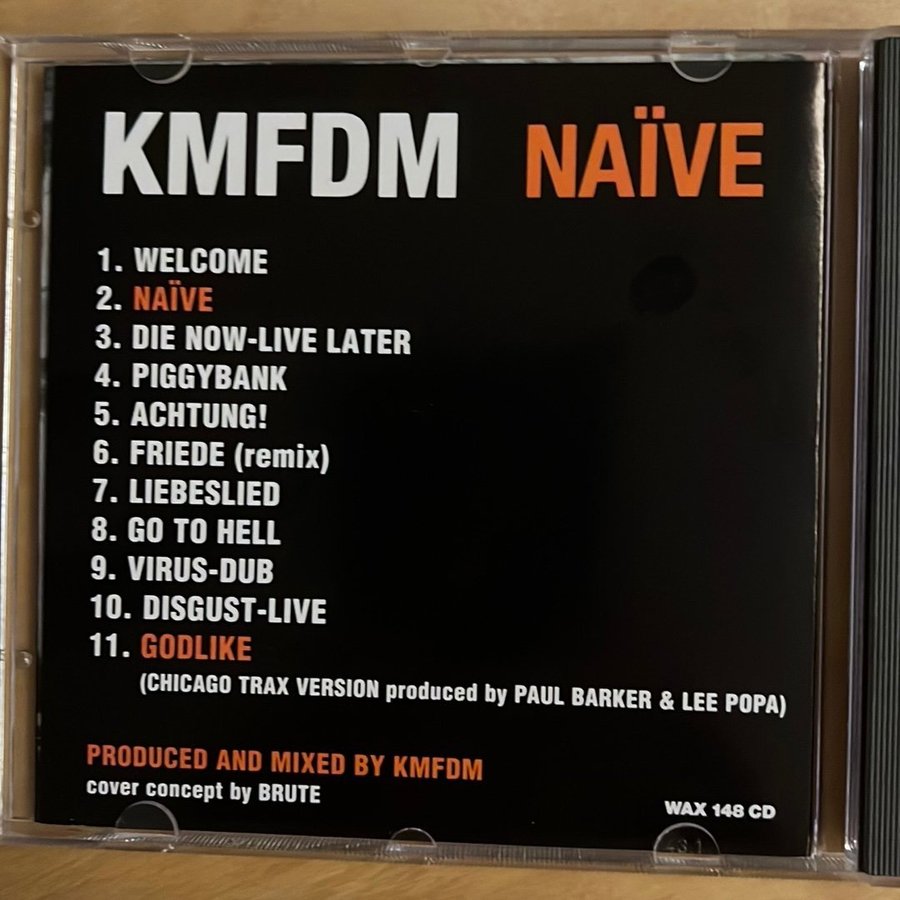 KMFDM NAÏVE
1. WELCOME
2. NAÏVE
3. DIE NOW-LIVE LATER
4. PIGGYBANK
5. ACHTUNG!
6. FRIEDE (remix)
7. LIEBESLIED
8. GO TO HELL
9. VIRUS-DUB
10. DISGUST-LIVE
11. GODLIKE
(CHICAGO TRAX VERSION produced by PAUL BARKER & LEE POPA)
PRODUCED AND MIXED BY KMFDM
cover concept by BRUTE
WAX 148 CD